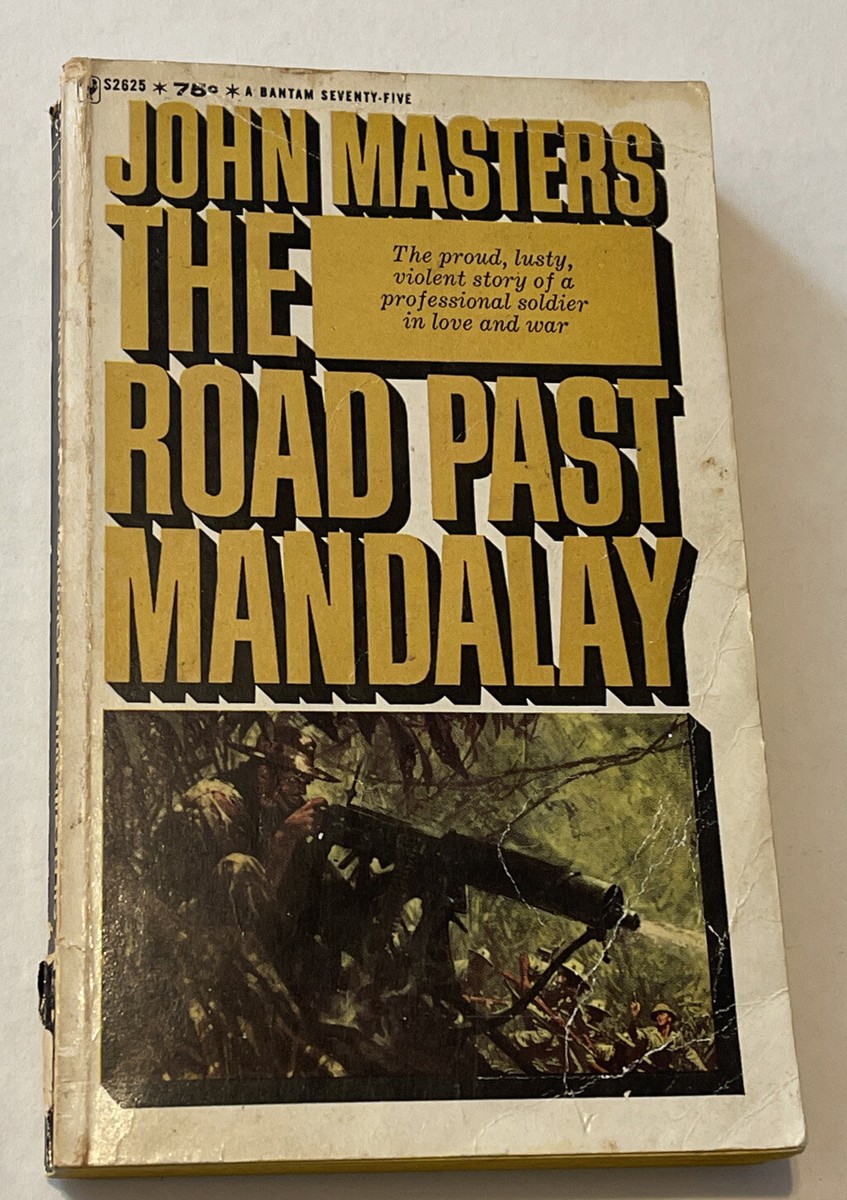 S2625 * 75¢ * A BANTAM SEVENTY-FIVE
JOHN MASTERS
THE
The proud, lusty,
violent story of a
professional soldier
in love and war
ROAD PAST
MANDALAY